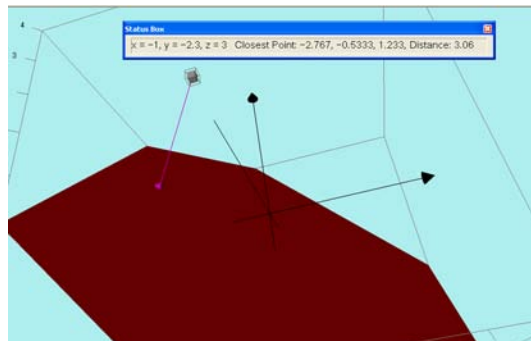 Status Box
x = −1, y = −2.3, z = 3 Closest Point: −2.767, −0.5333, 1.233, Distance: 3.06
4
3